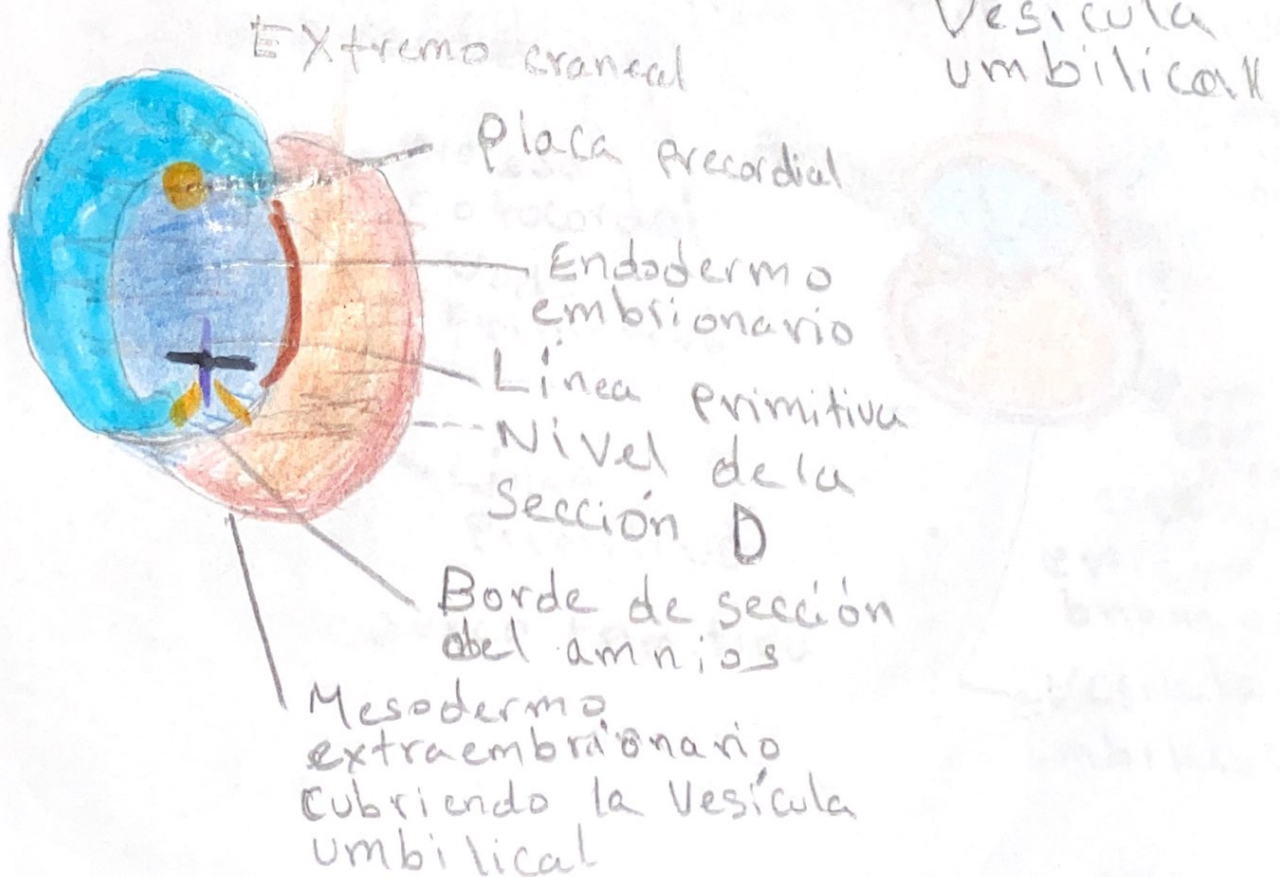 Vesícula
umbilical
Extremo craneal
Placa precordial
Endodermo
embrionario
Línea primitiva
Nivel de la
Sección D
Borde de sección
del amnios
Mesodermo
extraembrionario
Cubriendo la Vesícula
umbilical